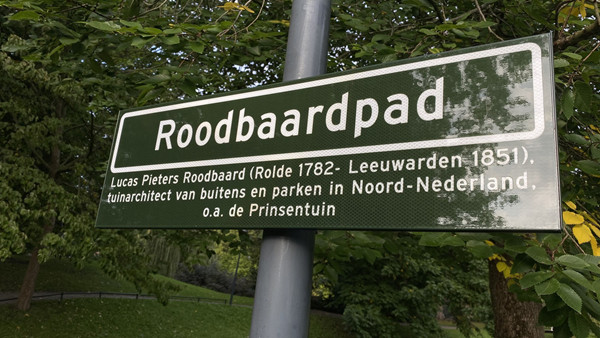 Roodbaardpad
Lucas Pieters Roodbaard (Rolde 1782- Leeuwarden 1851),
tuinarchitect van buitens en parken in Noord-Nederland,
o.a. de Prinsentuin